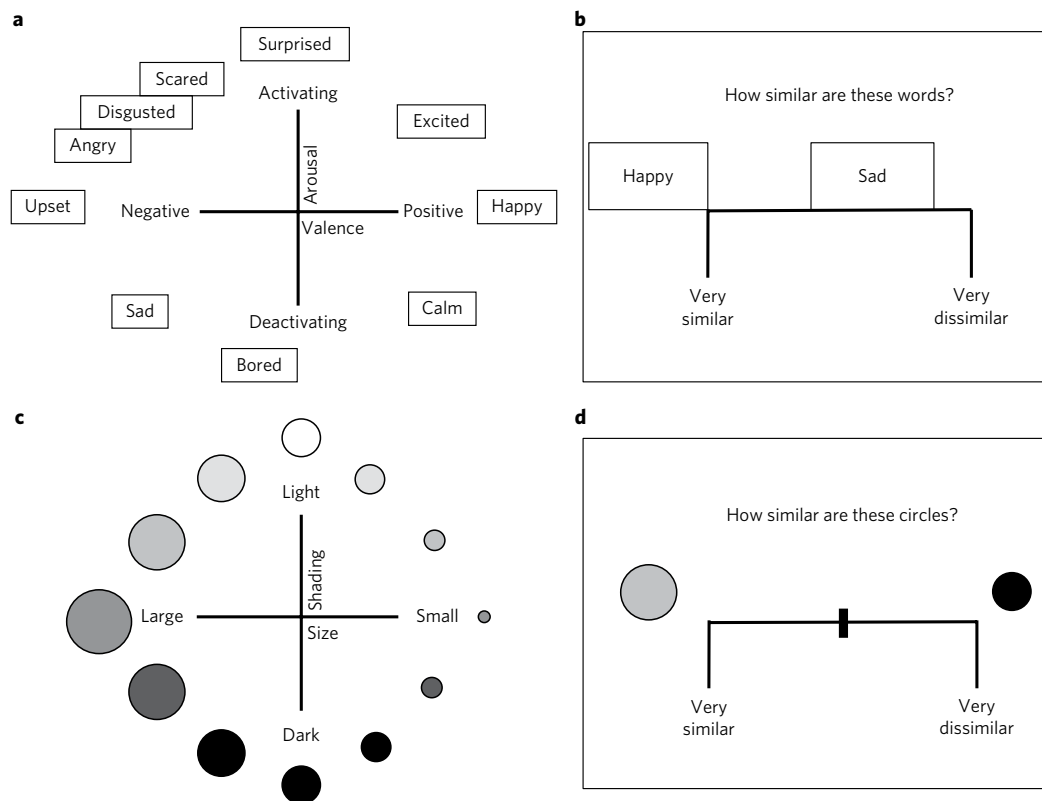 a
Surprised
Scared
Activating
Disgusted
Excited
Angry
Arousal
Upset
Negative
Positive
Happy
Valence
Sad
Calm
Deactivating
Bored
b
How similar are these words?
Happy
Sad
Very
similar
Very
dissimilar
c
Light
Shading
Large
Small
Size
Dark
d
How similar are these circles?
Very
similar
Very
dissimilar